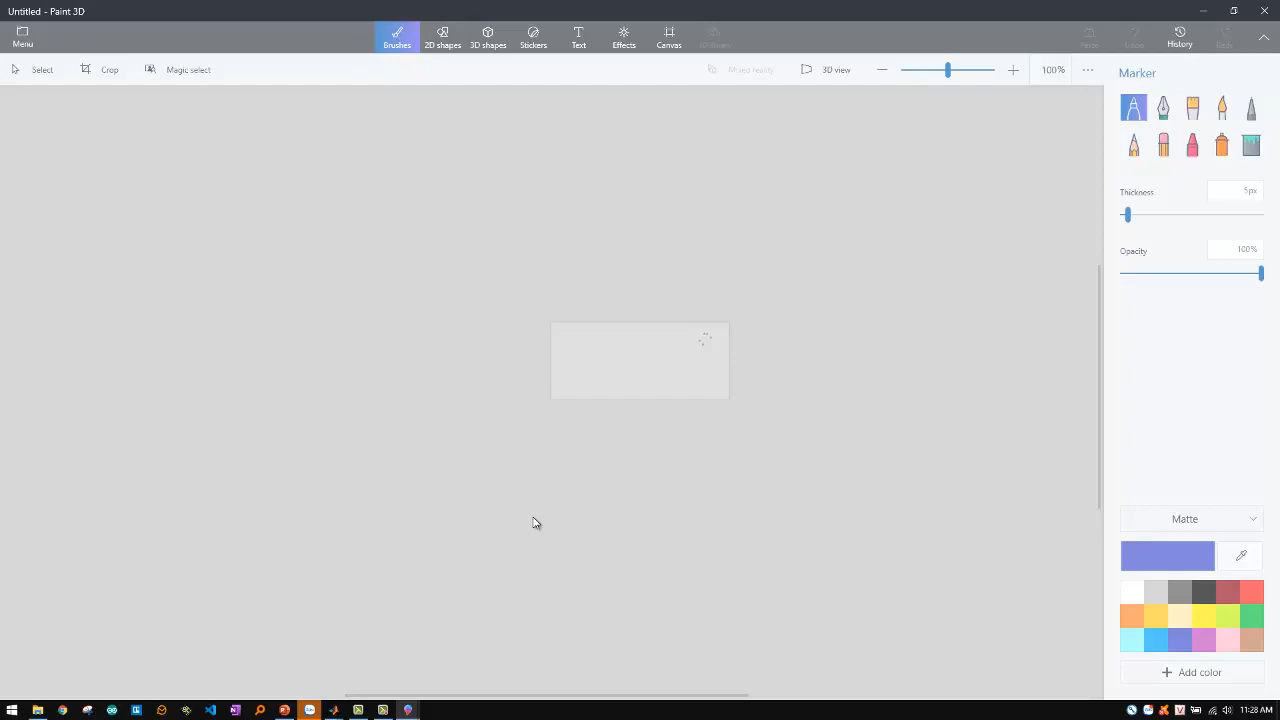 Untitled - Paint 3D
Menu
Brushes
2D shapes
3D shapes
Stickers
Text
Effects
Canvas
History
Select
Crop
Magic select
Mixed reality
3D view
100%
Marker
Thickness
5px
Opacity
100%
Matte
Add color
11:28 AM